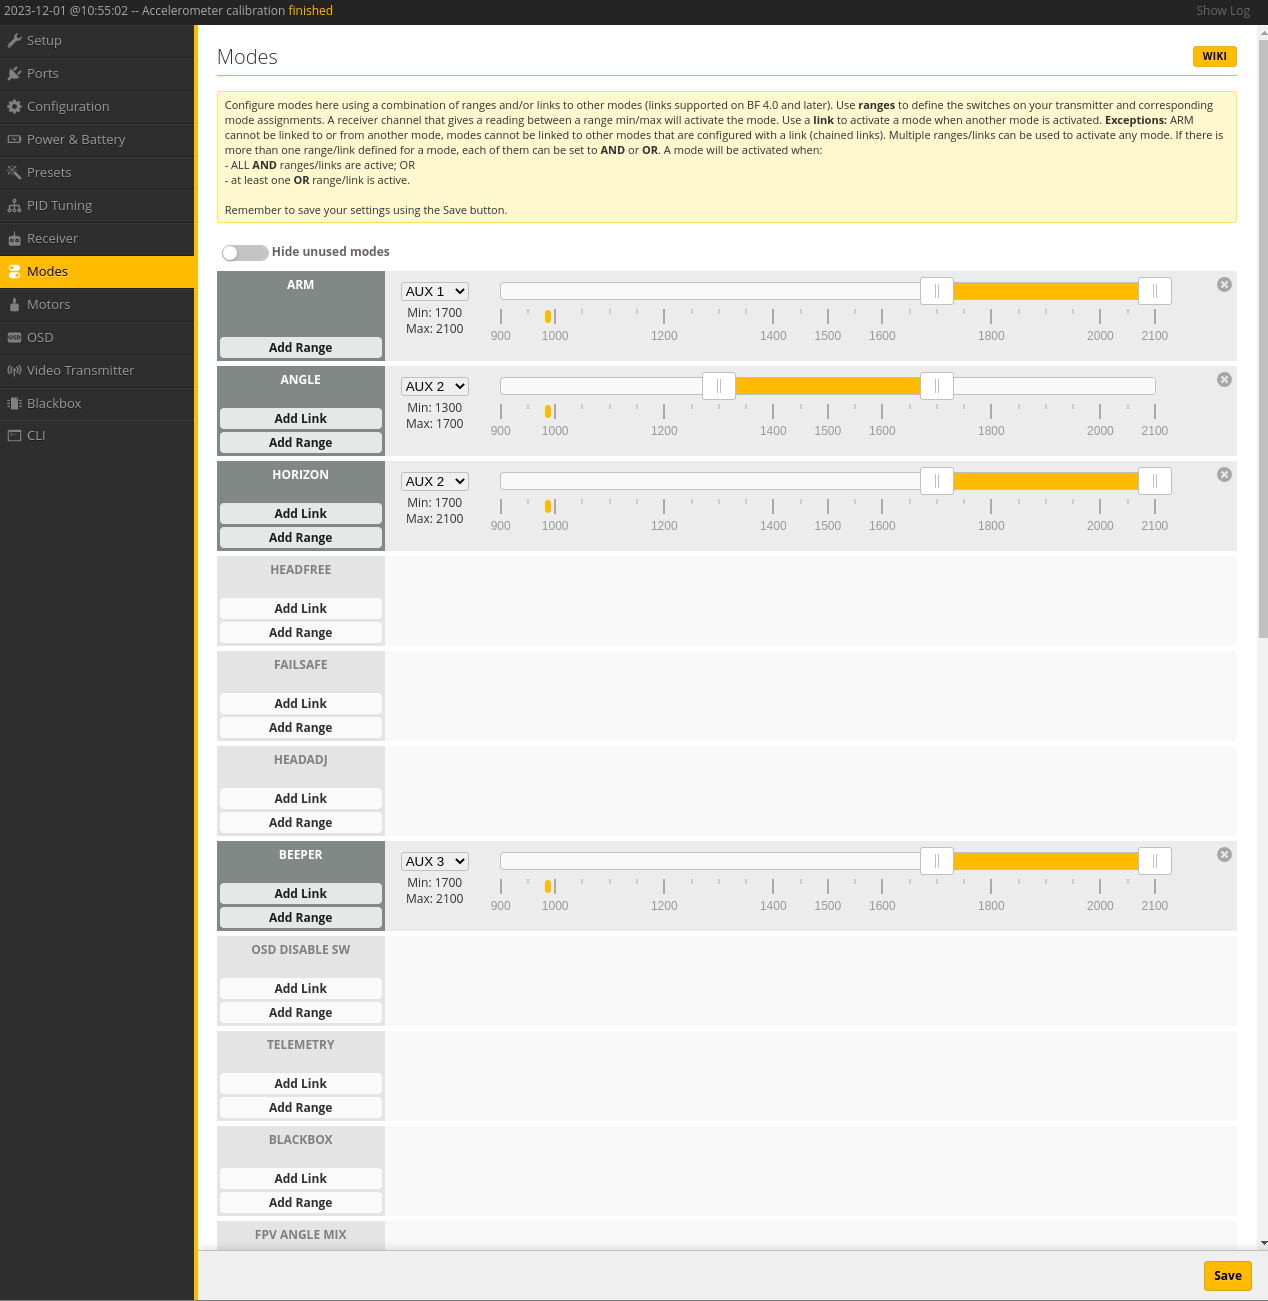 2023-12-01 @10:55:02 -- Accelerometer calibration finished
Show Log
Setup
Ports
Configuration
Power & Battery
Presets
PID Tuning
Receiver
Modes
Motors
OSD
Video Transmitter
Blackbox
CLI
Modes
WIKI
Configure modes here using a combination of ranges and/or links to other modes (links supported on BF 4.0 and later). Use ranges to define the switches on your transmitter and corresponding
mode assignments. A receiver channel that gives a reading between a range min/max will activate the mode. Use a link to activate a mode when another mode is activated. Exceptions: ARM
cannot be linked to or from another mode, modes cannot be linked to other modes that are configured with a link (chained links). Multiple ranges/links can be used to activate any mode. If there is
more than one range/link defined for a mode, each of them can be set to AND or OR. A mode will be activated when:
- ALL AND ranges/links are active; OR
- at least one OR range/link is active.
Remember to save your settings using the Save button.
Hide unused modes
ARM
Add Range
AUX 1
Min: 1700
Max: 2100
900 1000 1200 1400 1600 1800 2000 2100
ANGLE
Add Link
Add Range
AUX 2
Min: 1300
Max: 1700
900 1000 1200 1400 1500 1600 1800 2000 2100
HORIZON
Add Link
Add Range
AUX 2
Min: 1700
Max: 2100
900 1000 1200 1400 1500 1600 1800 2000 2100
HEADFREE
Add Link
Add Range
FAILSAFE
Add Link
Add Range
HEADADJ
Add Link
Add Range
BEEPER
Add Link
Add Range
AUX 3
Min: 1700
Max: 2100
900 1000 1200 1400 1500 1600 1800 2000 2100
OSD DISABLE SW
Add Link
Add Range
TELEMETRY
Add Link
Add Range
BLACKBOX
Add Link
Add Range
FPV ANGLE MIX
Save